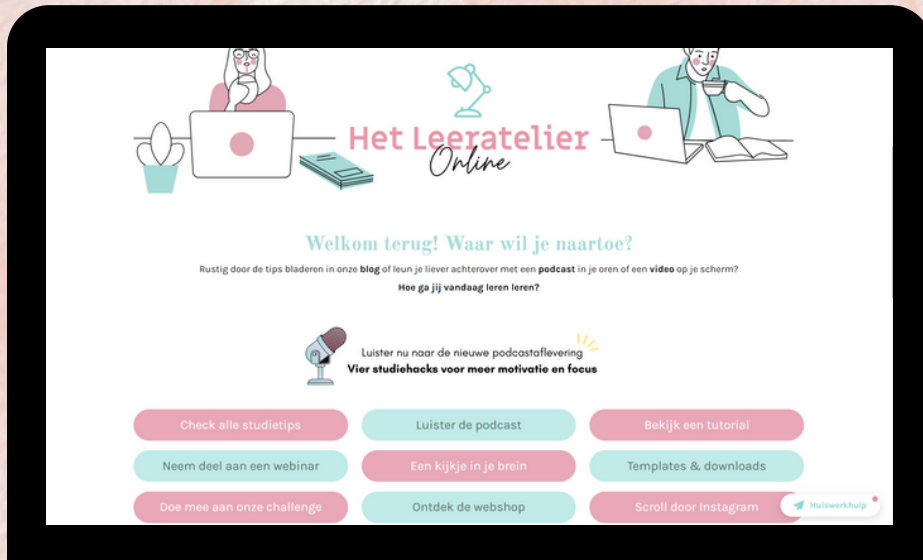 Het Leeratelier
Online
Welkom terug! Waar wil je naartoe?
Rustig door de tips bladeren in onze blog of leun je liever achterover met een podcast in je oren of een video op je scherm?
Hoe ga jij vandaag leren leren?
Luister nu naar de nieuwe podcastaflevering
Vier studiehacks voor meer motivatie en focus
Check alle studietips
Luister de podcast
Bekijk een tutorial
Neem deel aan een webinar
Een kijkje in je brein
Templates & downloads
Doe mee aan onze challenge
Ontdek de webshop
Scroll door Instagram
Huiswerkhulp